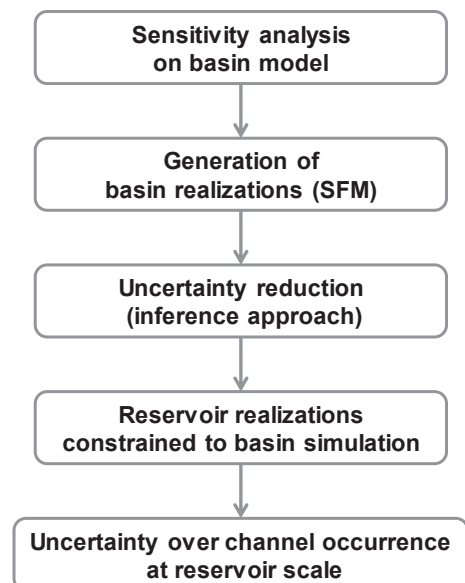 Sensitivity analysis
on basin model
Generation of
basin realizations (SFM)
Uncertainty reduction
(inference approach)
Reservoir realizations
constrained to basin simulation
Uncertainty over channel occurrence
at reservoir scale